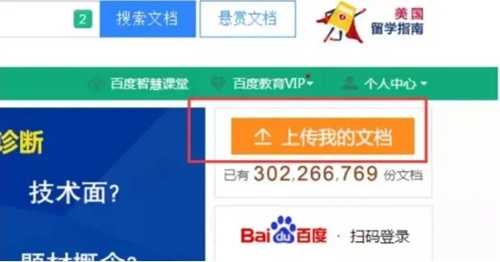 2 搜索文档 悬赏文档
美国
留学指南
百度智慧课堂 百度教育VIP 个人中心
诊断
上传我的文档
技术面?
已有 302,266,769 份文档
Bai du 百度 · 扫码登录
题材概念?